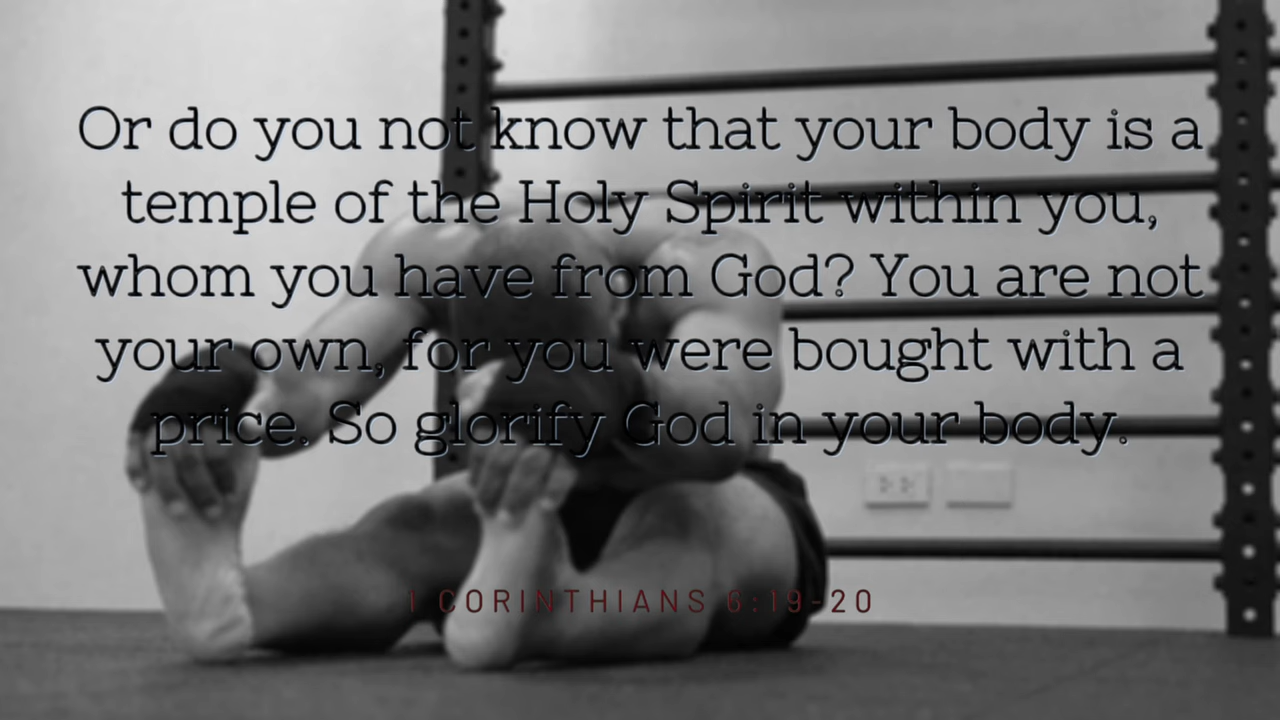 Or do you not know that your body is a
temple of the Holy Spirit within you,
whom you have from God? You are not
your own, for you were bought with a
price. So glorify God in your body.
1 CORINTHIANS 6:19-20